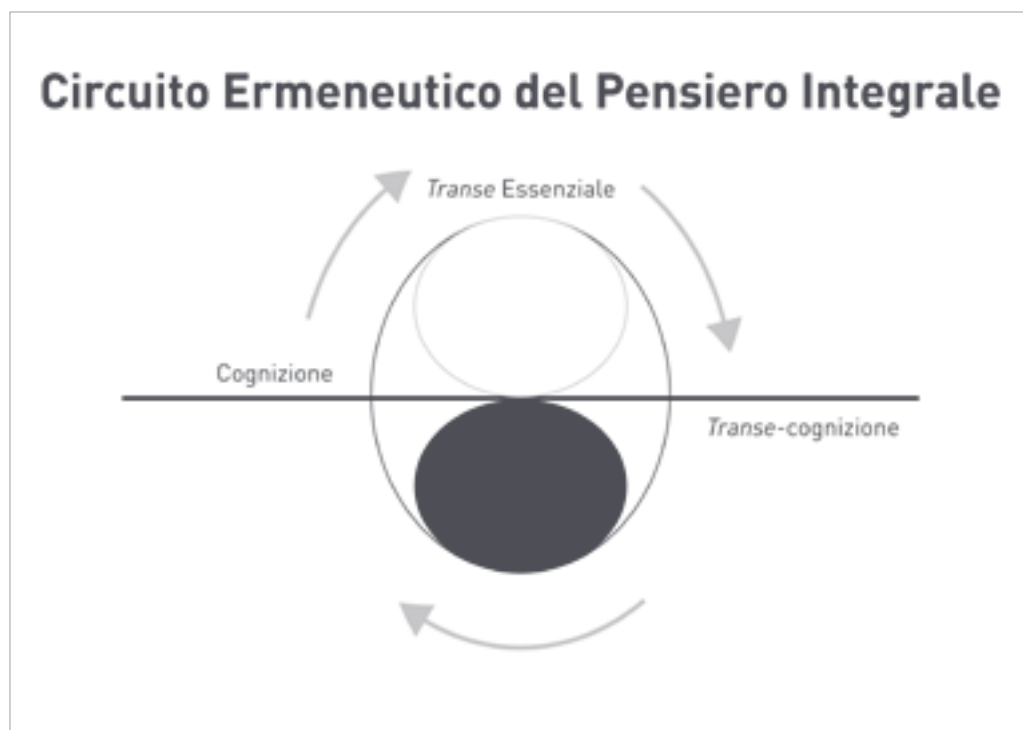 Circuito Ermeneutico del Pensiero Integrale
Transe Essenziale
Cognizione
Transe-cognizione